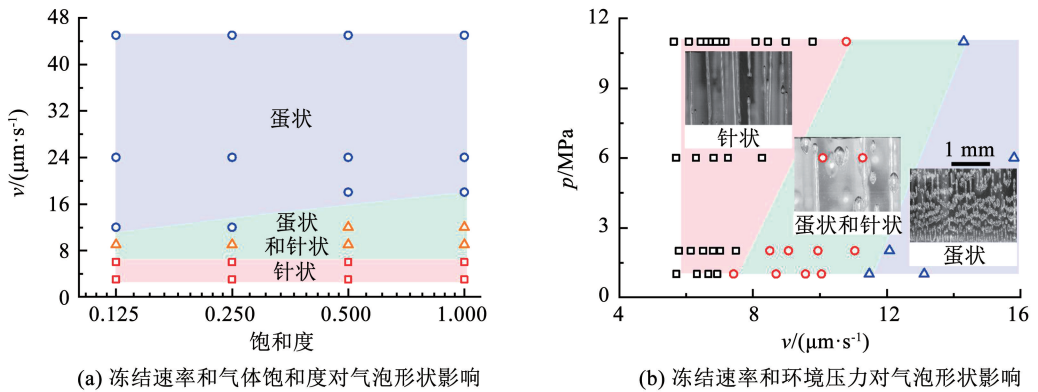 48
40
32
24
16
8
0
v/(μm·s⁻¹)
蛋状
蛋状
和针状
针状
0.125 0.250 0.500 1.000
饱和度
(a) 冻结速率和气体饱和度对气泡形状影响
12
9
6
3
0
p/MPa
针状
蛋状和针状
1 mm
蛋状
4 7 10 13 16
v/(μm·s⁻¹)
(b) 冻结速率和环境压力对气泡形状影响